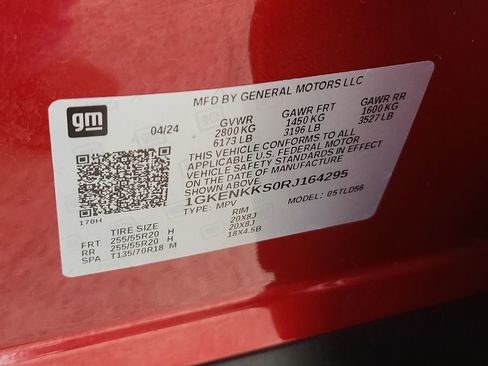 MFD BY GENERAL MOTORS LLC
gm
04/24
GVWR GAWR FRT GAWR RR
2800 KG 1450 KG 1600 KG
6173 LB 3196 LB 3527 LB
THIS VEHICLE CONFORMS TO ALL
APPLICABLE U.S. FEDERAL MOTOR
VEHICLE SAFETY STANDARDS IN EFFECT
ON THE DATE OF MANUFACTURE
SHOWN ABOVE.
1GKENKKS0RJ164295
TYPE: MPV MODEL: 05TLD56
170H
TIRE SIZE RIM
FRT 255/55R20 H 20X8J
RR 255/55R20 H 20X8J
SPA T135/70R18 M 18X4.5B